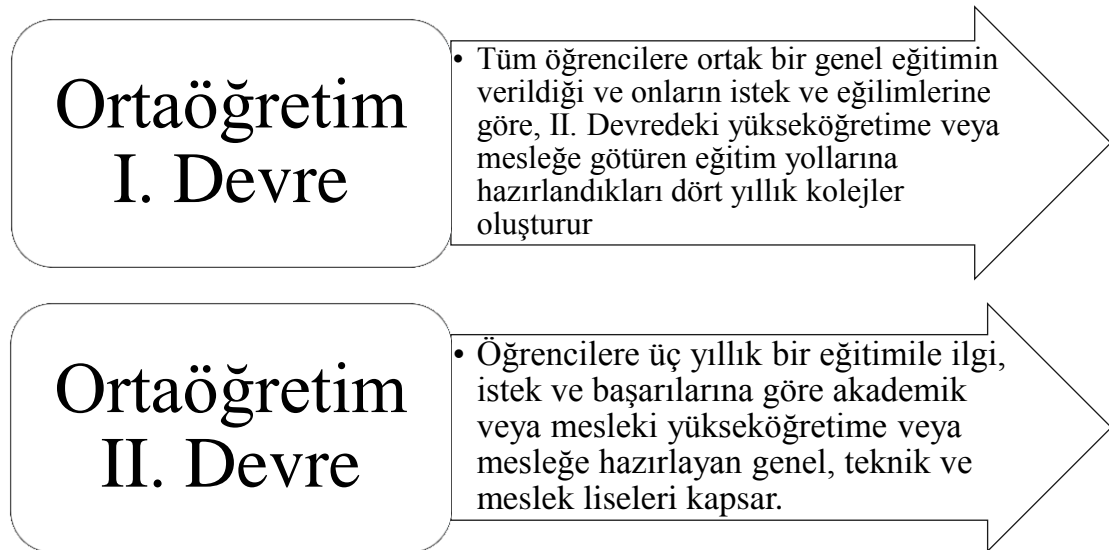 Ortaöğretim
I. Devre
• Tüm öğrencilere ortak bir genel eğitimin
verildiği ve onların istek ve eğilimlerine
göre, II. Devredeki yükseköğretime veya
mesleğe götüren eğitim yollarına
hazırlandıkları dört yıllık kolejler
oluşturur
Ortaöğretim
II. Devre
• Öğrencilere üç yıllık bir eğitimile ilgi,
istek ve başarılarına göre akademik
veya mesleki yükseköğretime veya
mesleğe hazırlayan genel, teknik ve
meslek liseleri kapsar.